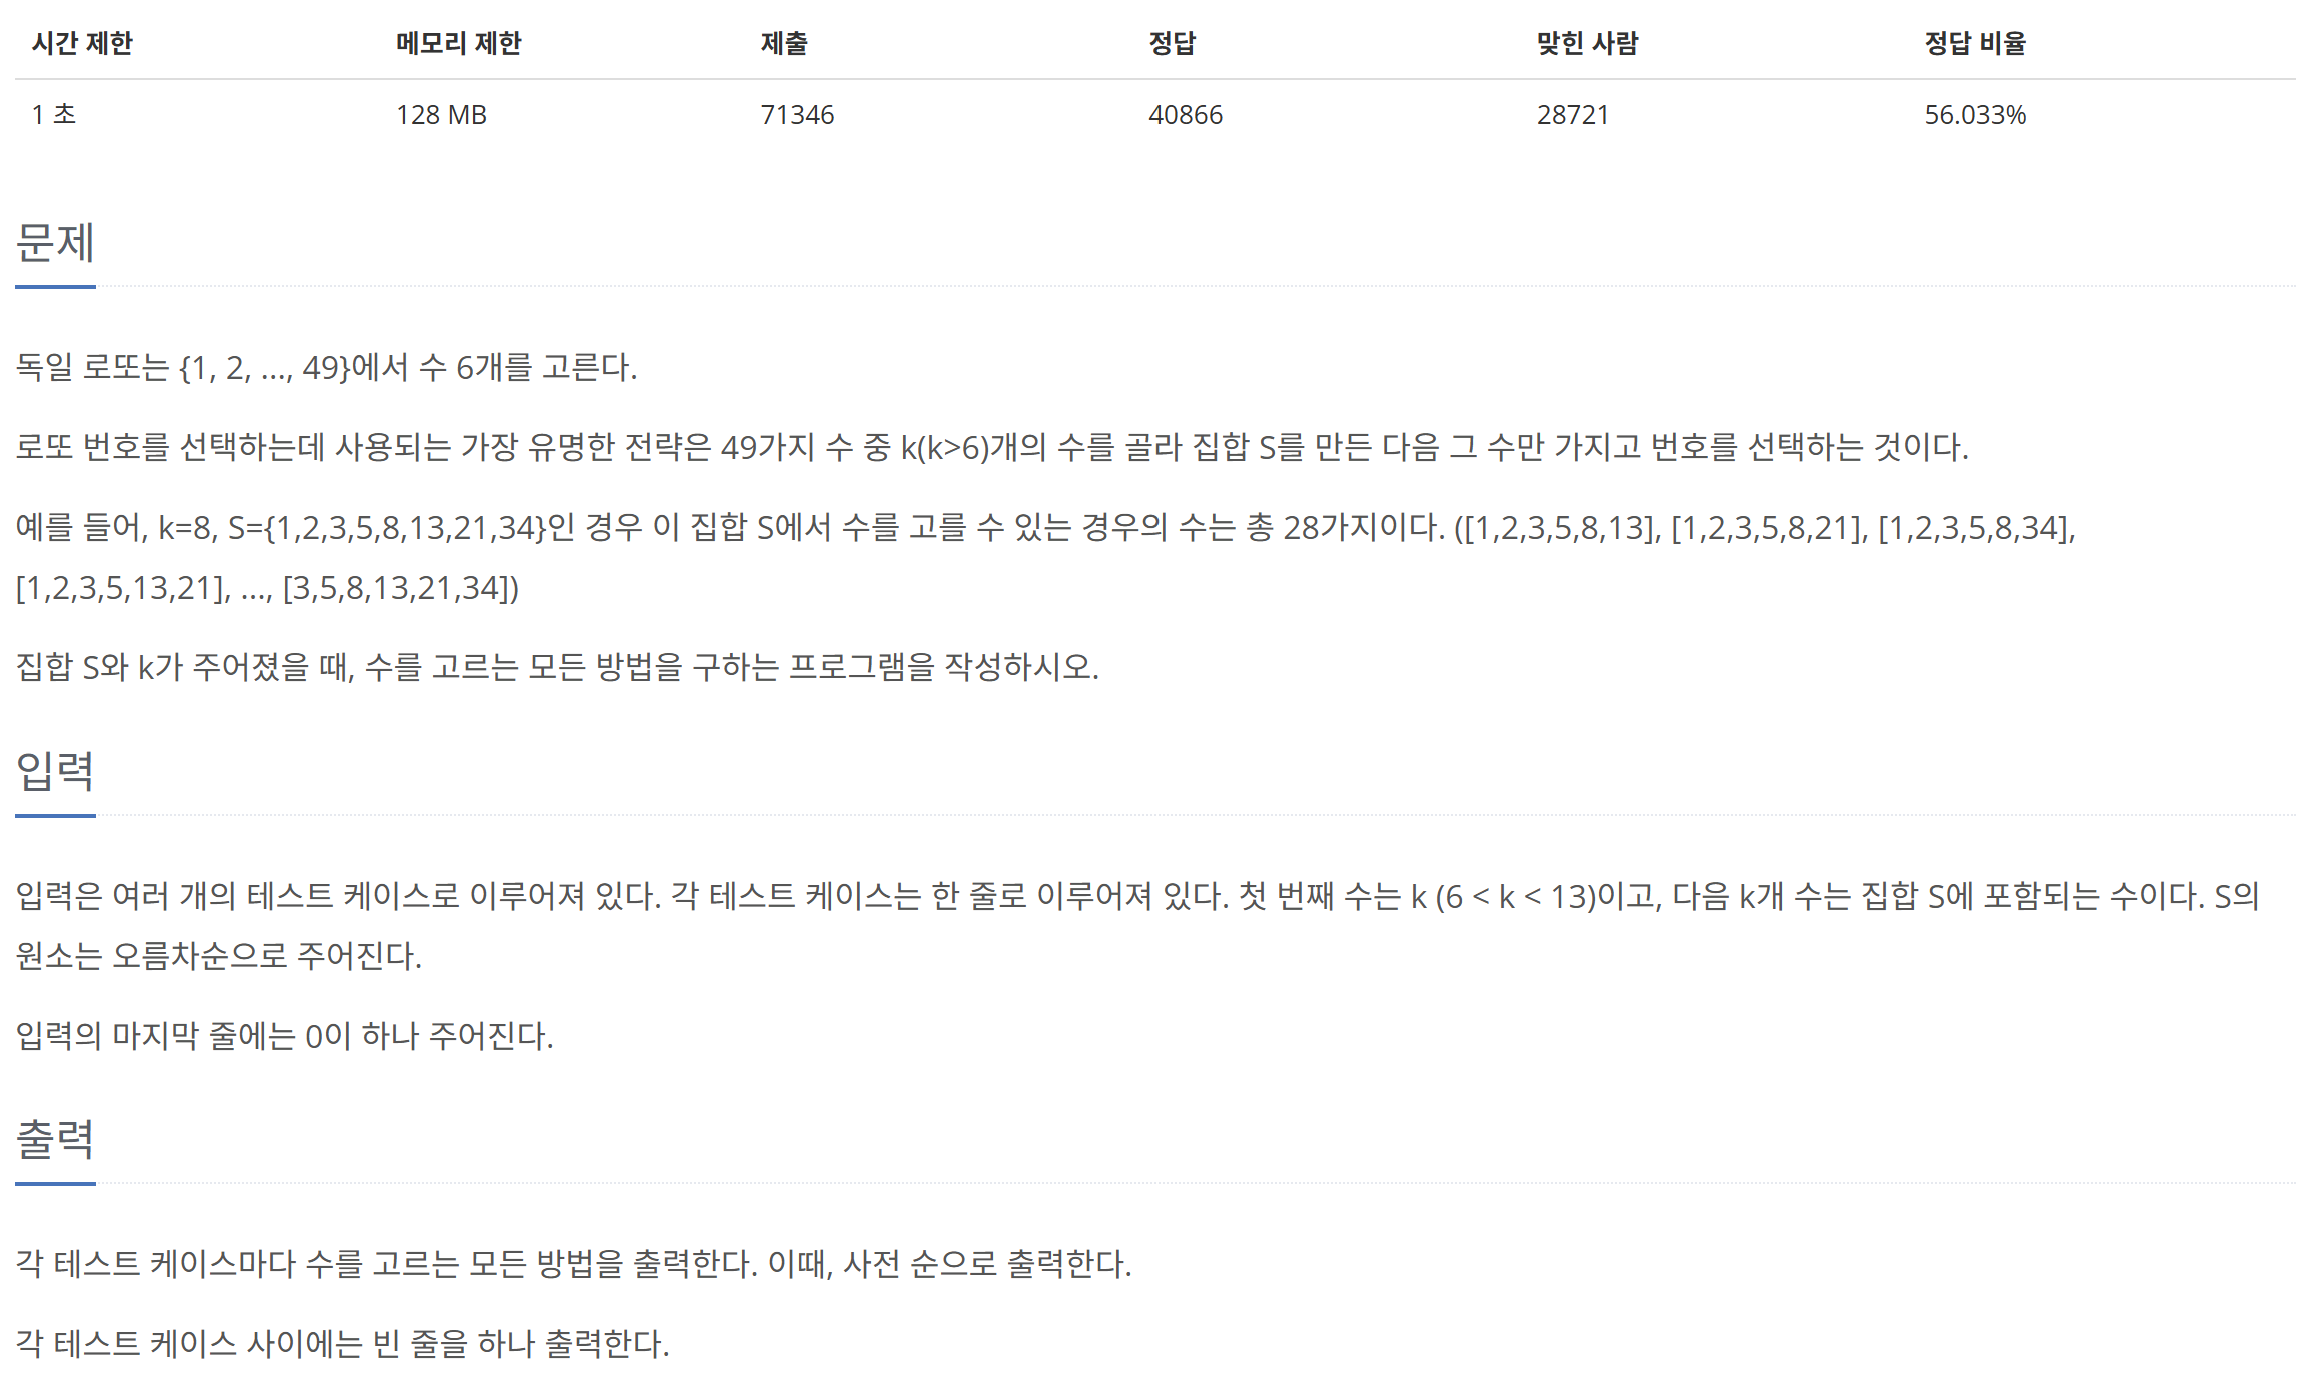 시간 제한 메모리 제한 제출 정답 맞힌 사람 정답 비율
1 초 128 MB 71346 40866 28721 56.033%
문제
독일 로또는 {1, 2, ..., 49}에서 수 6개를 고른다.
로또 번호를 선택하는데 사용되는 가장 유명한 전략은 49가지 수 중 k(k>6)개의 수를 골라 집합 S를 만든 다음 그 수만 가지고 번호를 선택하는 것이다.
예를 들어, k=8, S={1,2,3,5,8,13,21,34}인 경우 이 집합 S에서 수를 고를 수 있는 경우의 수는 총 28가지이다. ([1,2,3,5,8,13], [1,2,3,5,8,21], [1,2,3,5,8,34],
[1,2,3,5,13,21], ..., [3,5,8,13,21,34])
집합 S와 k가 주어졌을 때, 수를 고르는 모든 방법을 구하는 프로그램을 작성하시오.
입력
입력은 여러 개의 테스트 케이스로 이루어져 있다. 각 테스트 케이스는 한 줄로 이루어져 있다. 첫 번째 수는 k (6 < k < 13)이고, 다음 k개 수는 집합 S에 포함되는 수이다. S의
원소는 오름차순으로 주어진다.
입력의 마지막 줄에는 0이 하나 주어진다.
출력
각 테스트 케이스마다 수를 고르는 모든 방법을 출력한다. 이때, 사전 순으로 출력한다.
각 테스트 케이스 사이에는 빈 줄을 하나 출력한다.